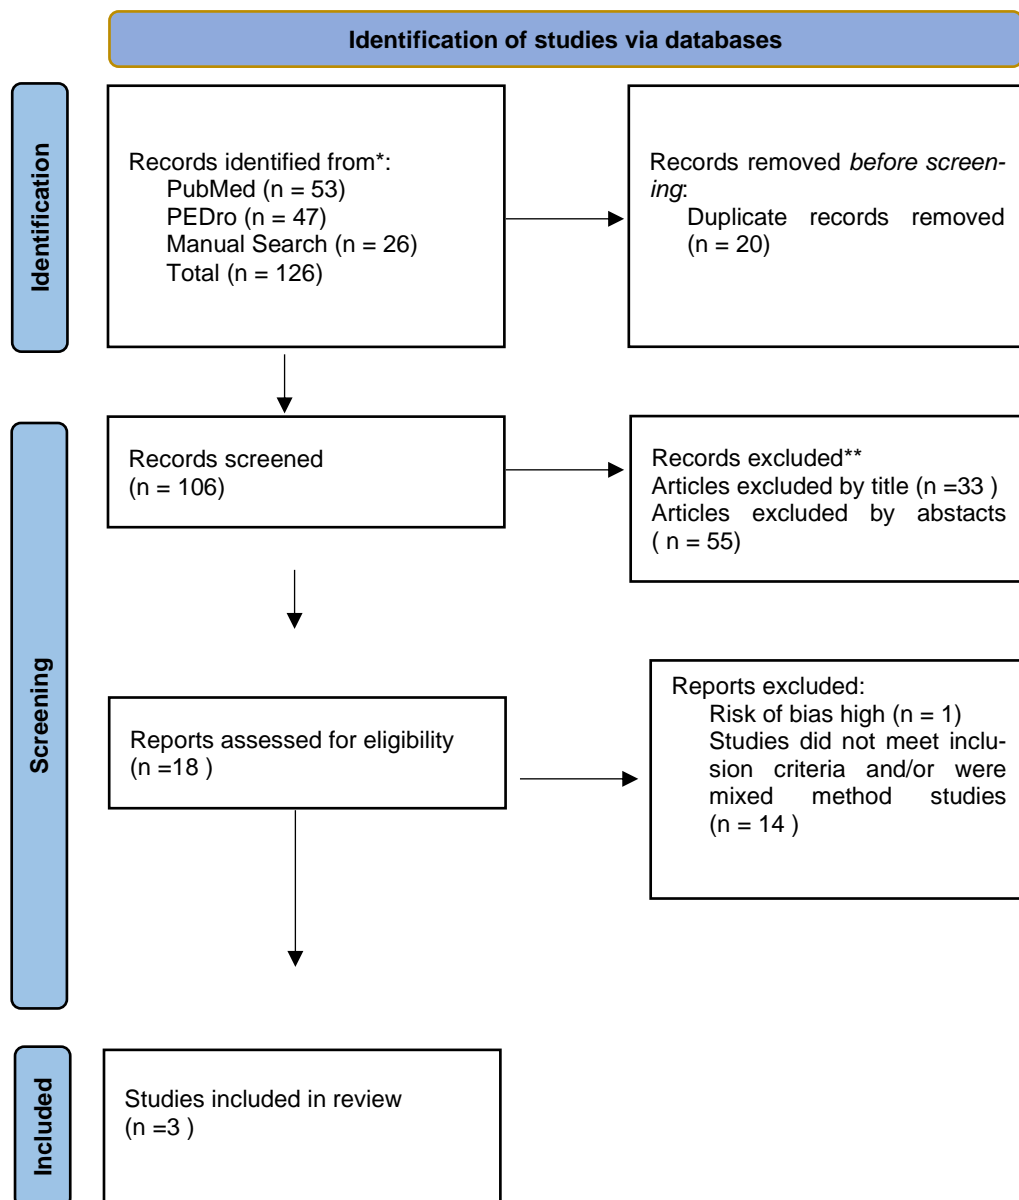 Identification of studies via databases
Identification
Records identified from*:
PubMed (n = 53)
PEDro (n = 47)
Manual Search (n = 26)
Total (n = 126)
Records removed before screen-
ing:
Duplicate records removed
(n = 20)
Screening
Records screened
(n = 106)
Records excluded**
Articles excluded by title (n =33 )
Articles excluded by abstacts
( n = 55)
Reports assessed for eligibility
(n =18 )
Reports excluded:
Risk of bias high (n = 1)
Studies did not meet inclu-
sion criteria and/or were
mixed method studies
(n = 14 )
Included
Studies included in review
(n =3 )